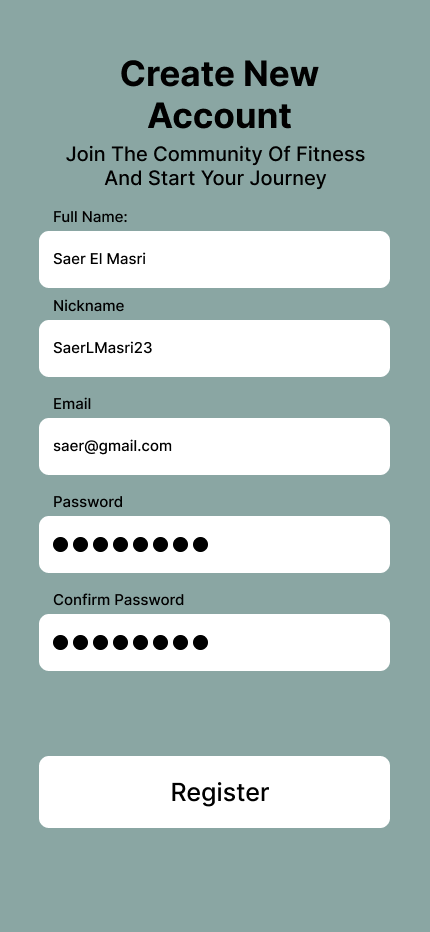 Create New
Account
Join The Community Of Fitness
And Start Your Journey
Full Name:
Saer El Masri
Nickname
SaerLMasri23
Email
saer@gmail.com
Password
●●●●●●●●
Confirm Password
●●●●●●●●
Register